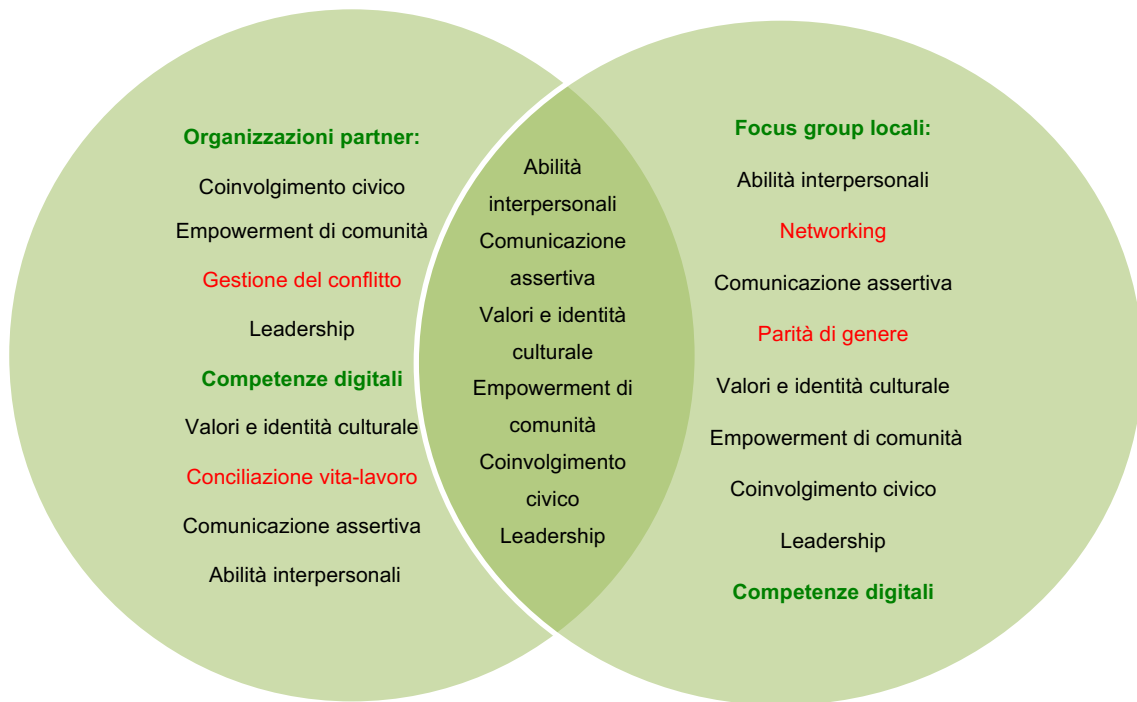 Organizzazioni partner:
Coinvolgimento civico
Empowerment di comunità
Gestione del conflitto
Leadership
Competenze digitali
Valori e identità culturale
Conciliazione vita-lavoro
Comunicazione assertiva
Abilità interpersonali
Abilità
interpersonali
Comunicazione
assertiva
Valori e identità
culturale
Empowerment di
comunità
Coinvolgimento
civico
Leadership
Focus group locali:
Abilità interpersonali
Networking
Comunicazione assertiva
Parità di genere
Valori e identità culturale
Empowerment di comunità
Coinvolgimento civico
Leadership
Competenze digitali